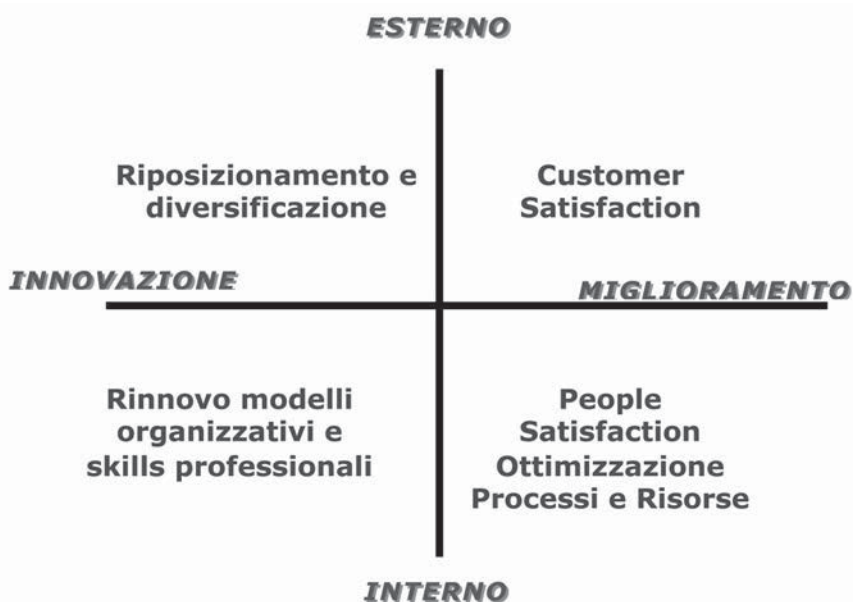 ESTERNO
Riposizionamento e
diversificazione
Customer
Satisfaction
INNOVAZIONE
MIGLIORAMENTO
Rinnovo modelli
organizzativi e
skills professionali
People
Satisfaction
Ottimizzazione
Processi e Risorse
INTERNO